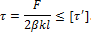 τ = F / 2βkl ≤ [τ′].